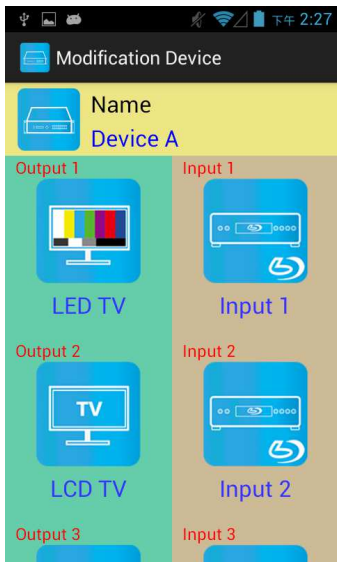 下午 2:27
Modification Device
Name
Device A
Output 1
Input 1
LED TV
Input 1
Output 2
Input 2
TV
LCD TV
Input 2
Output 3
Input 3